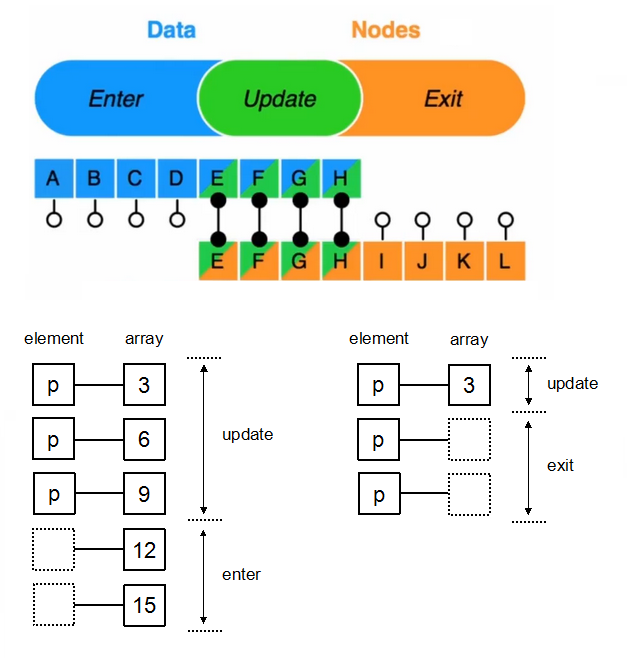 Data Nodes
Enter Update Exit
A B C D E F G H
E F G H I J K L
element array
p 3
p 6
update
p 9
12
enter
15
element array
p 3 update
p
exit
p